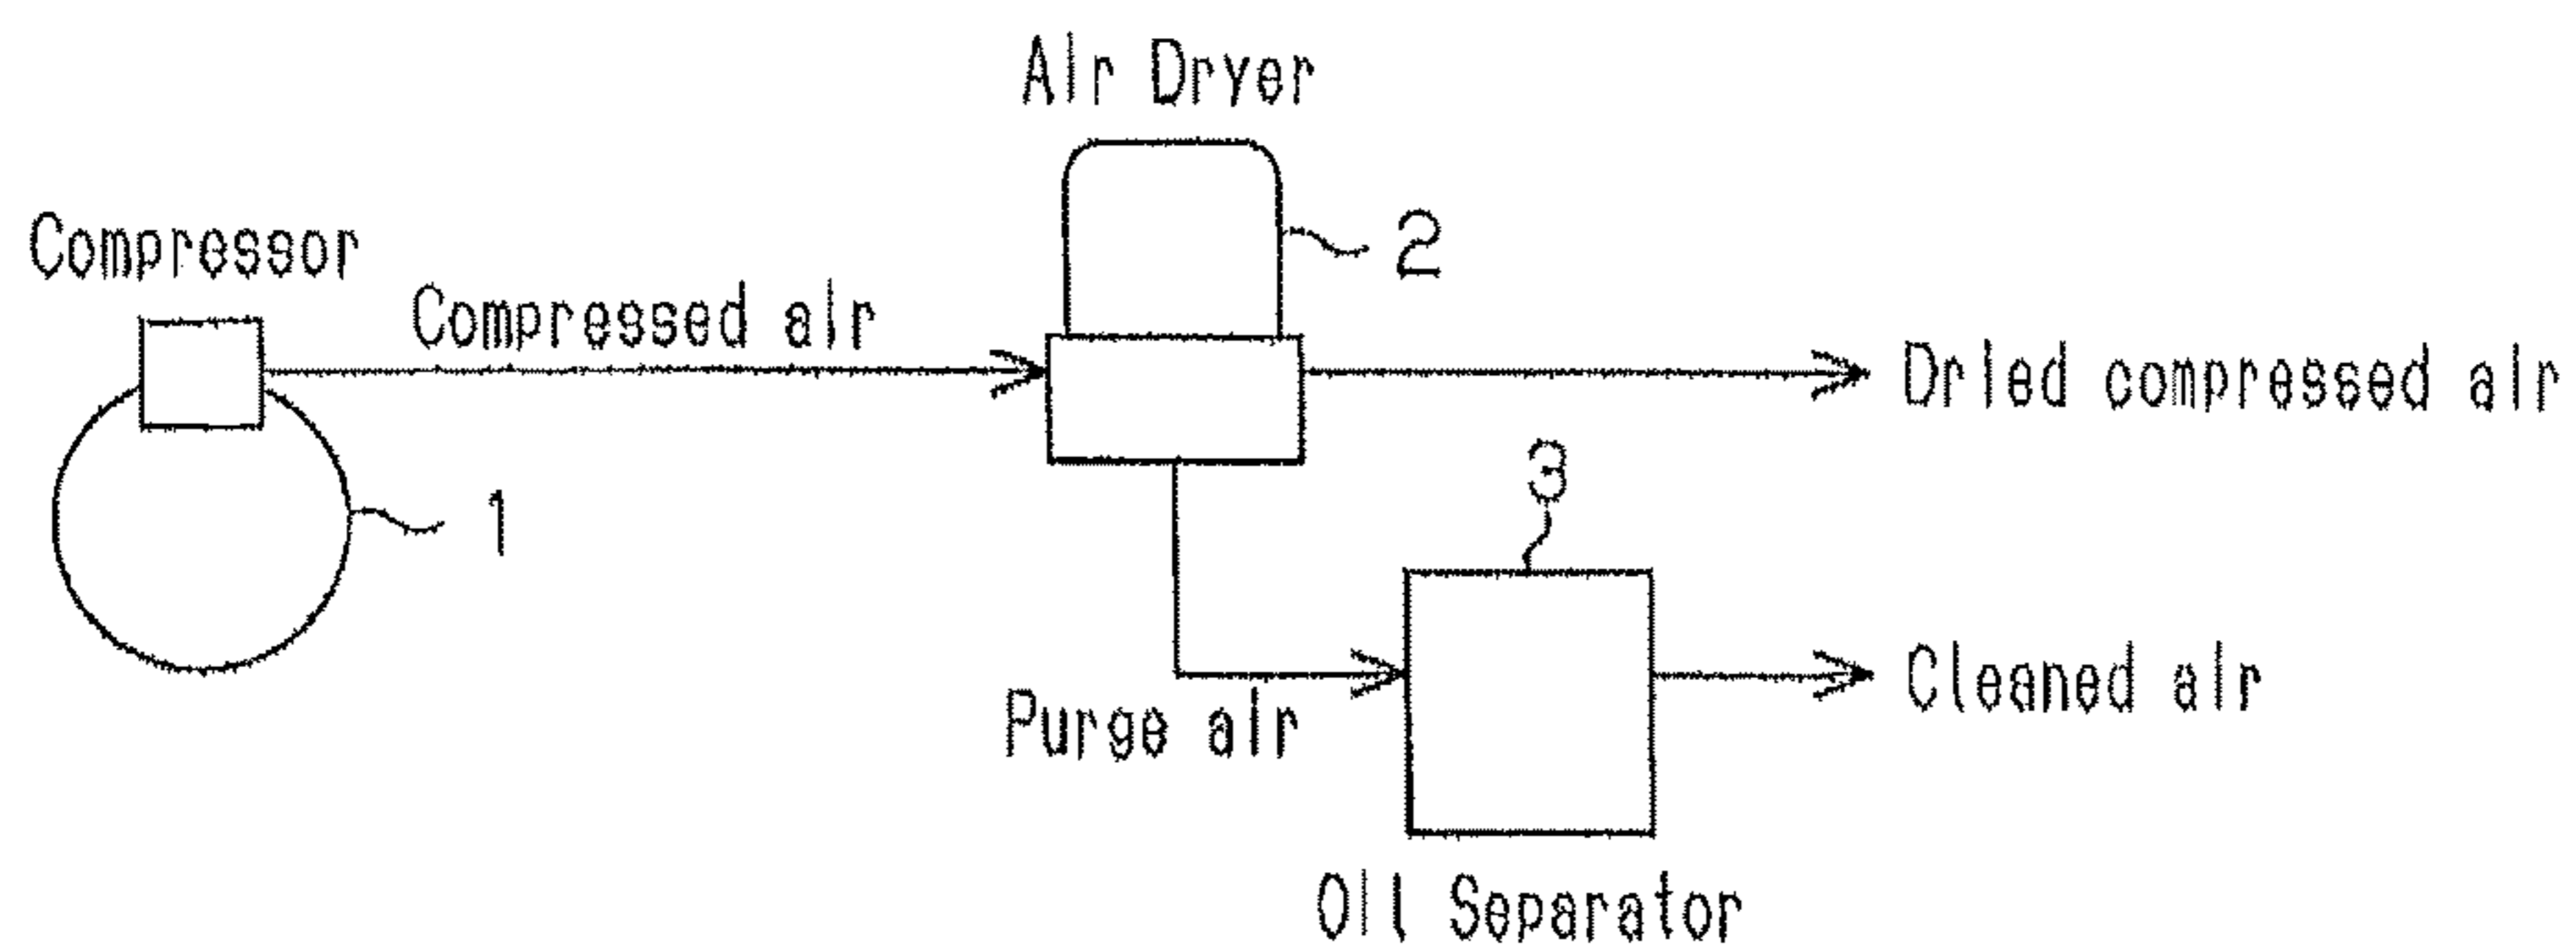 Air Dryer
Compressor
2
Compressed air
Dried compressed air
3
1
Purge air
Cleaned air
Oil Separator